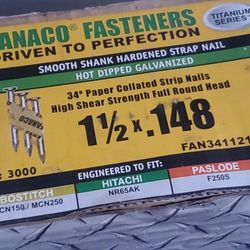 ANACO® FASTENERS
TITANIUM
SERIES
DRIVEN TO PERFECTION
SMOOTH SHANK HARDENED STRAP NAIL
HOT DIPPED GALVANIZED
34° Paper Collated Strip Nails
High Shear Strength Full Round Head
1½ x .148
ANACO
: 3000
FAN341121
ENGINEERED TO FIT:
BOSTITCH
HITACHI
PASLODE
MCN150 / MCN250
NR65AK
F250S